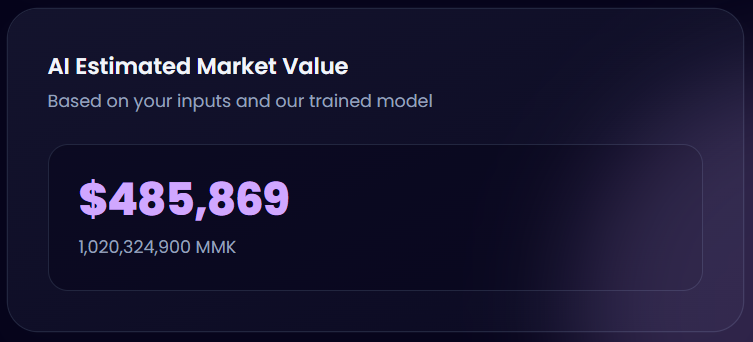 AI Estimated Market Value
Based on your inputs and our trained model
$485,869
1,020,324,900 MMK